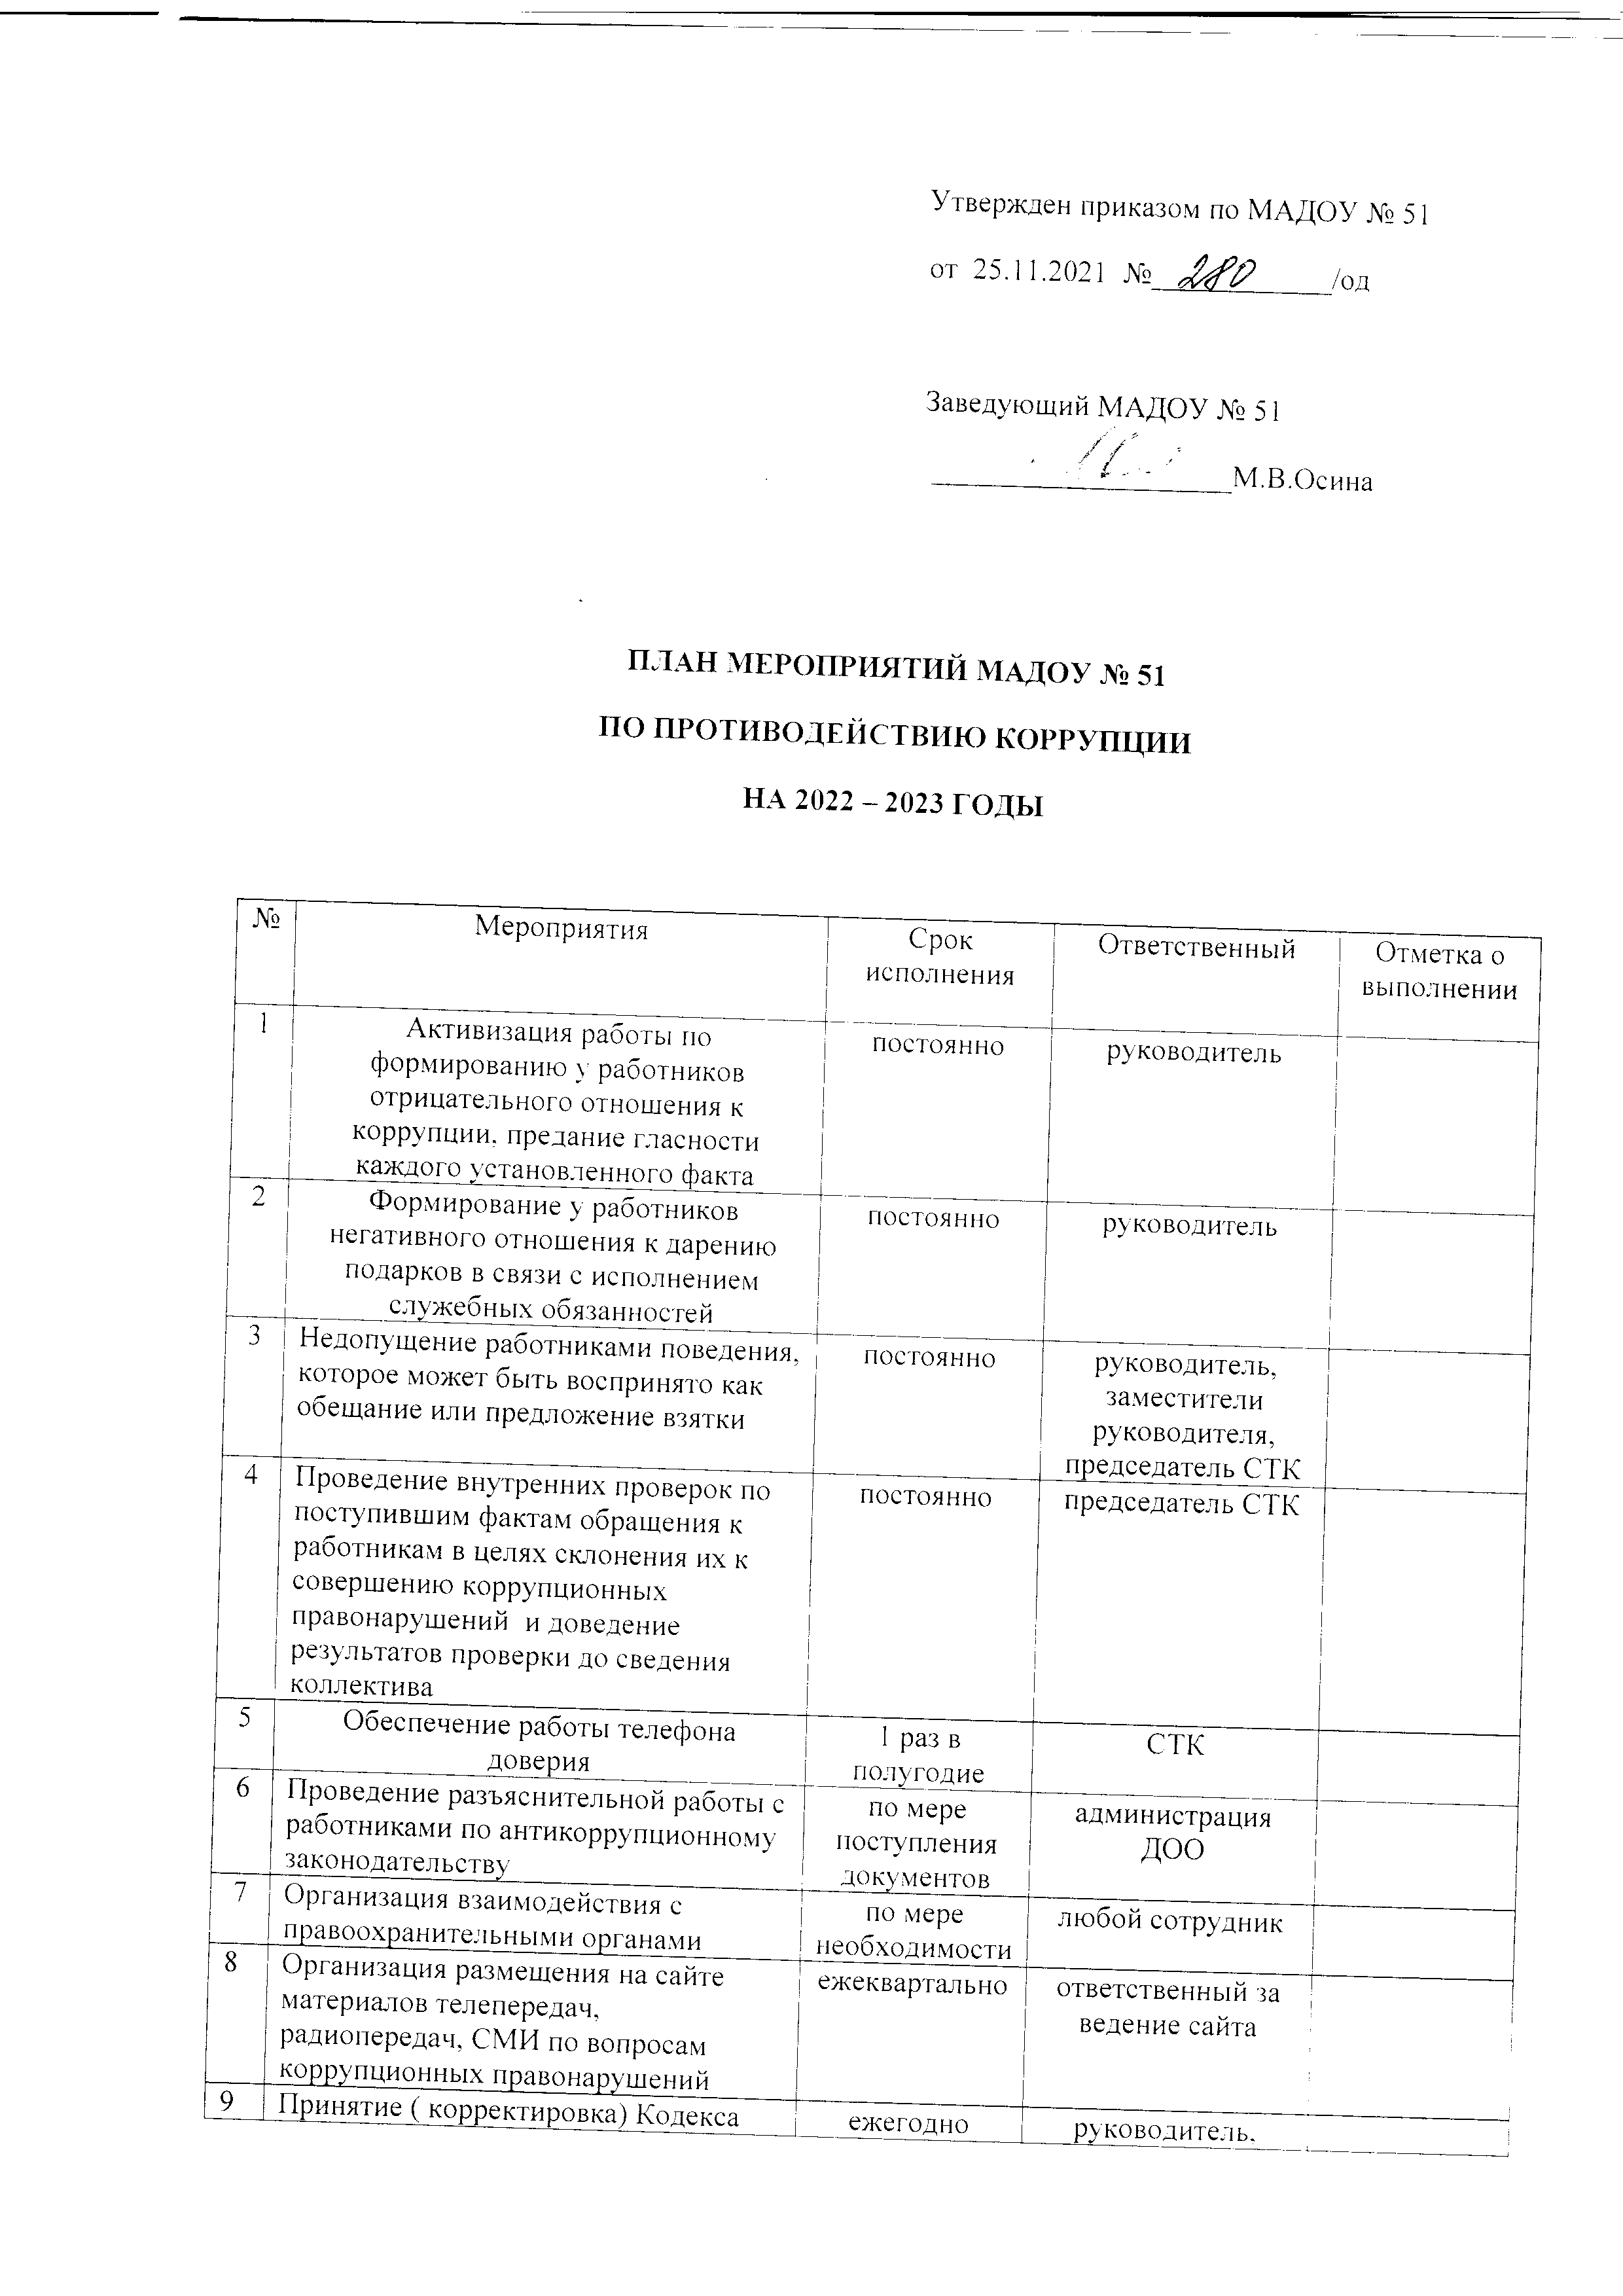 Утвержден приказом по МАДОУ № 51
от 25.11.2021 № 280 /од
Заведующий МАДОУ № 51
М.В.Осина
ПЛАН МЕРОПРИЯТИЙ МАДОУ № 51
ПО ПРОТИВОДЕЙСТВИЮ КОРРУПЦИИ
НА 2022 – 2023 ГОДЫ
№
Мероприятия
Срок
исполнения
Ответственный
Отметка о
выполнении
1
Активизация работы по
формированию у работников
отрицательного отношения к
коррупции, предание гласности
каждого установленного факта
постоянно
руководитель
2
Формирование у работников
негативного отношения к дарению
подарков в связи с исполнением
служебных обязанностей
постоянно
руководитель
3
Недопущение работниками поведения,
которое может быть воспринято как
обещание или предложение взятки
постоянно
руководитель,
заместители
руководителя,
председатель СТК
4
Проведение внутренних проверок по
поступившим фактам обращения к
работникам в целях склонения их к
совершению коррупционных
правонарушений  и доведение
результатов проверки до сведения
коллектива
постоянно
председатель СТК
5
Обеспечение работы телефона
доверия
1 раз в
полугодие
СТК
6
Проведение разъяснительной работы с
работниками по антикоррупционному
законодательству
по мере
поступления
документов
администрация
ДОО
7
Организация взаимодействия с
правоохранительными органами
по мере
необходимости
любой сотрудник
8
Организация размещения на сайте
материалов телепередач,
радиопередач, СМИ по вопросам
коррупционных правонарушений
ежеквартально
ответственный за
ведение сайта
9
Принятие ( корректировка) Кодекса
ежегодно
руководитель,